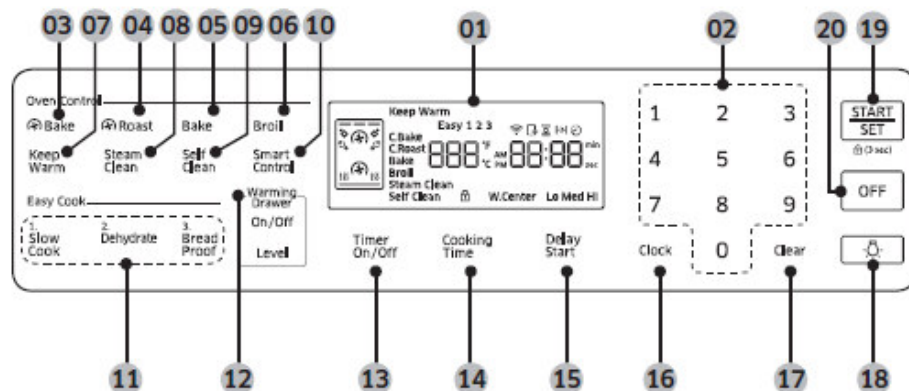 03 07 04 08 05 09 06 10 01 02 20 19
Oven Control
Bake Roast Bake Broil
Keep Warm
Steam Clean
Self Clean
Smart Control
Easy Cook
1. Slow Cook
2. Dehydrate
3. Bread Proof
Warming Drawer
On/Off
Level
Keep Warm
Easy 1 2 3
C.Bake
C.Roast
Bake
Broil
Steam Clean
Self Clean
888 °F °C AM PM 88:88 min sec
W.Center Lo Med Hi
Timer On/Off
Cooking Time
Delay Start
1 2 3
4 5 6
7 8 9
Clock 0 Clear
START
SET
(3 sec)
OFF
11 12 13 14 15 16 17 18